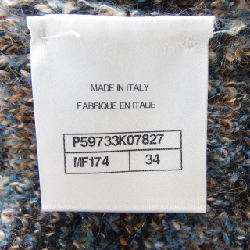 MADE IN ITALY
FABRIQUE EN ITALIE
P59733K07827
MF174 34